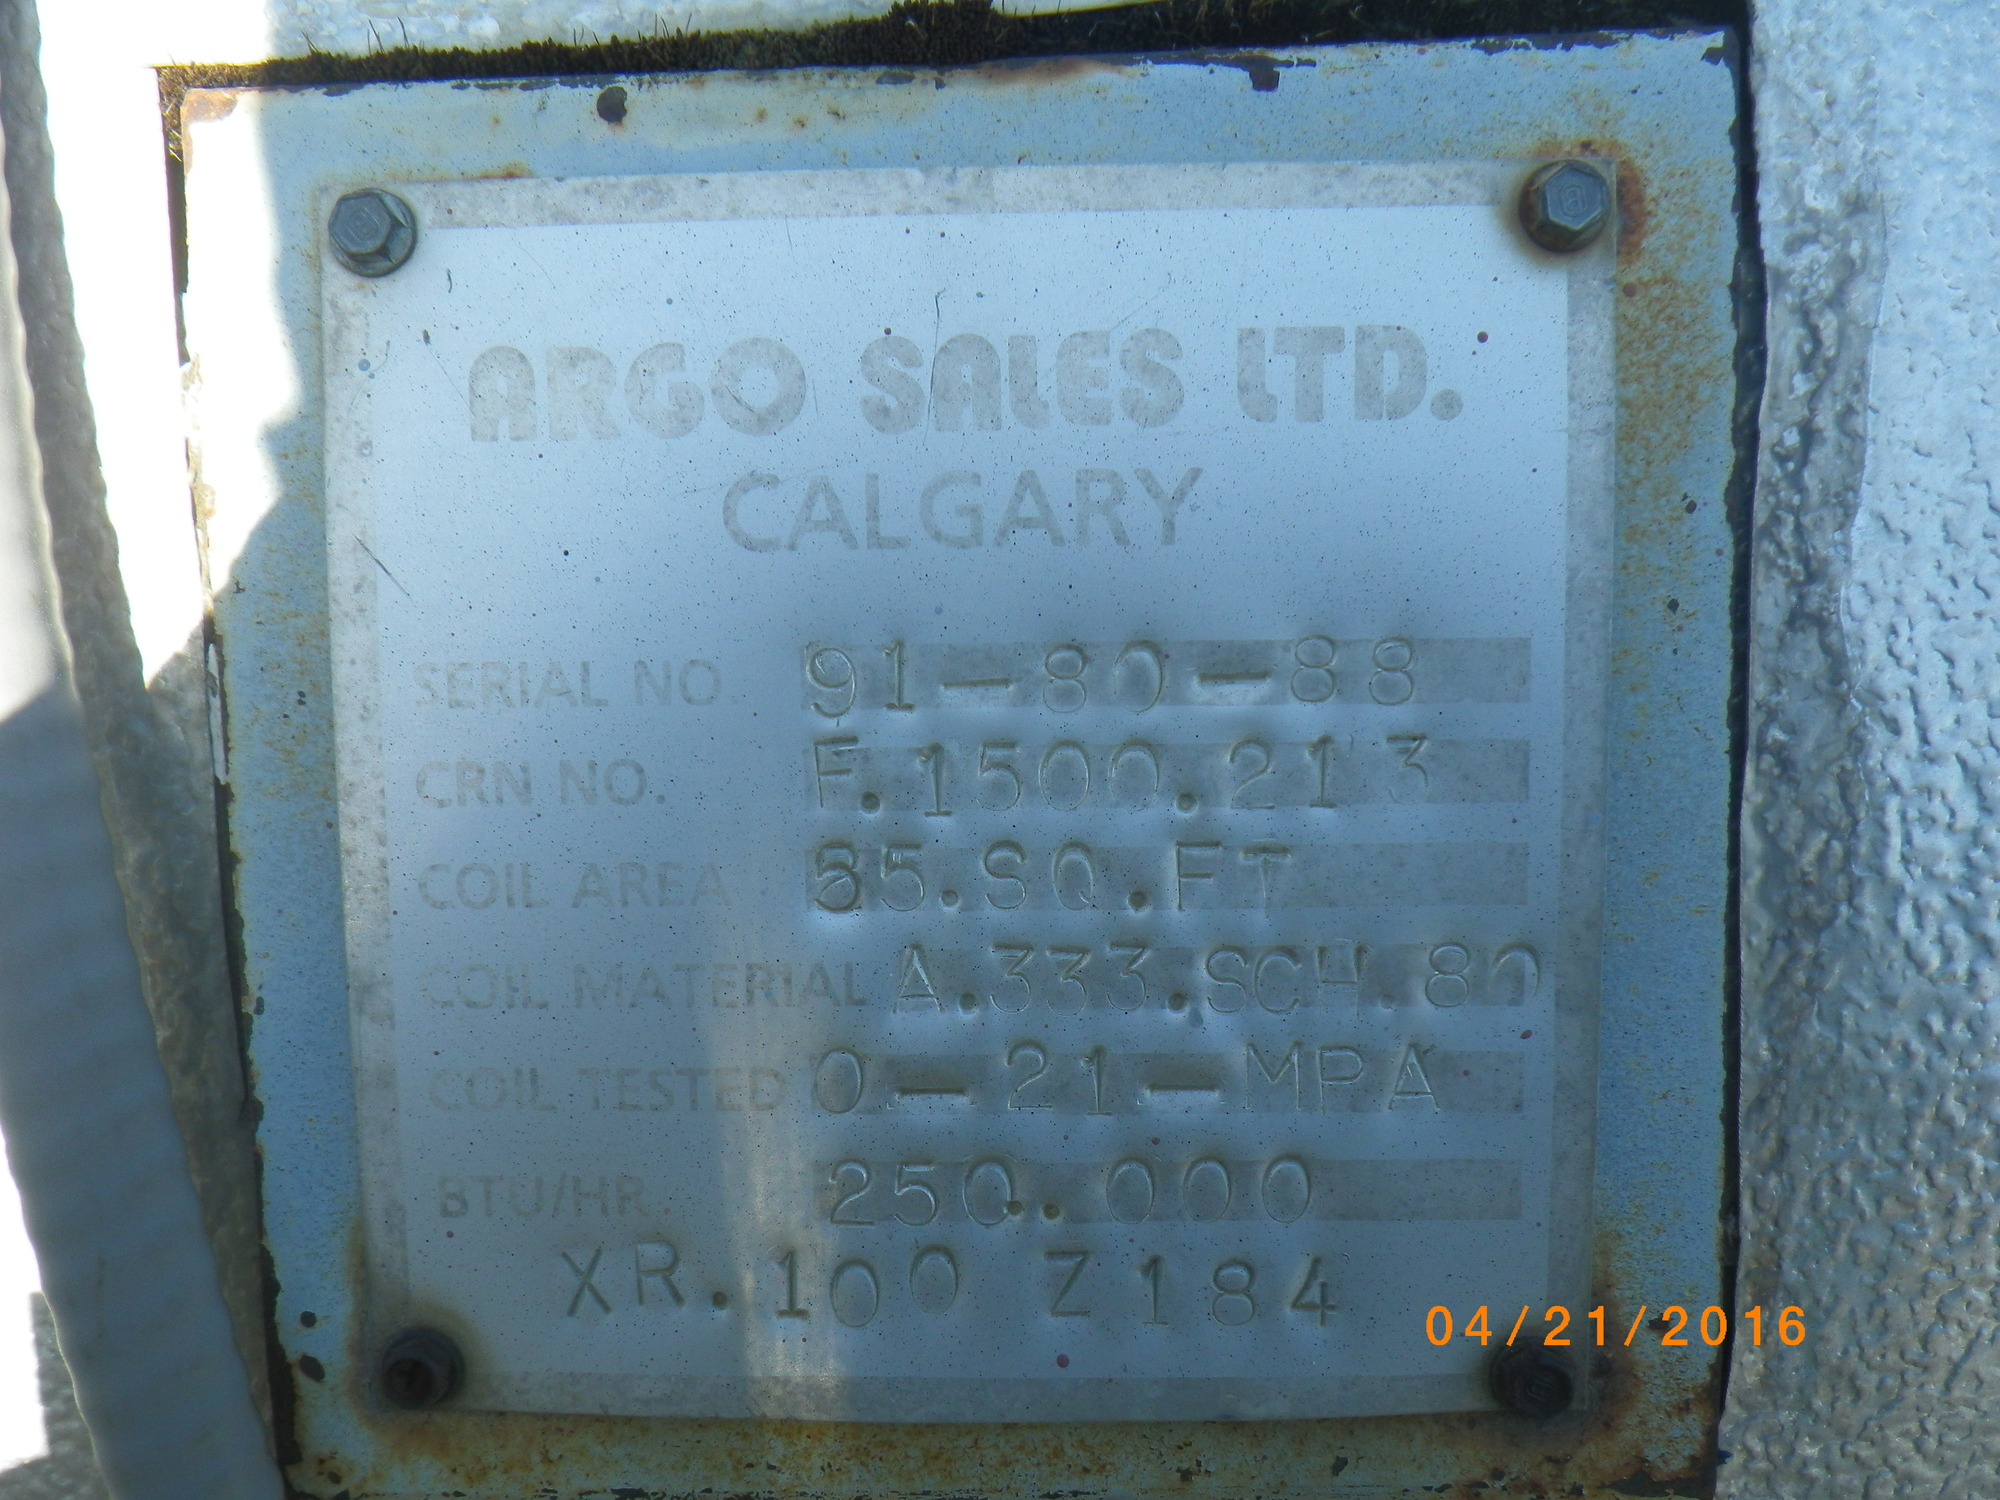 ARGO SALES LTD.
CALGARY
SERIAL NO 91-80-88
CRN NO. F.1500.213
COIL AREA 85.SQ.FT
COIL MATERIAL A.333.SCH.80
COIL TESTED 0-21-MPA
BTU/HR. 250..000
XR.100 Z184
04/21/2016